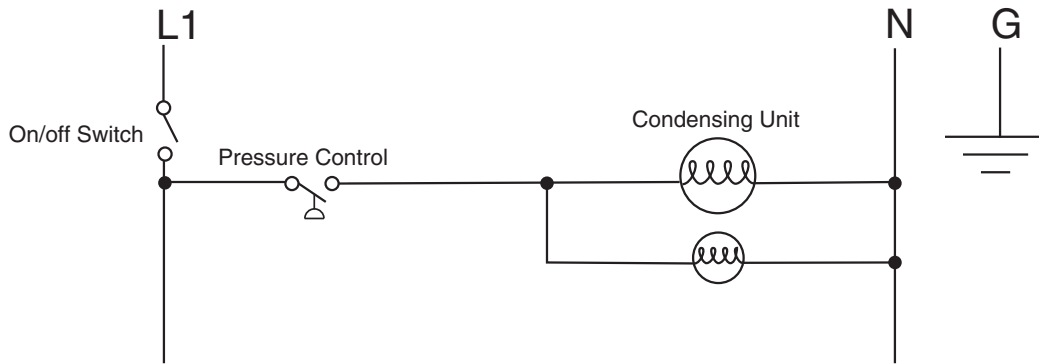 L1
N
G
On/off Switch
Pressure Control
Condensing Unit